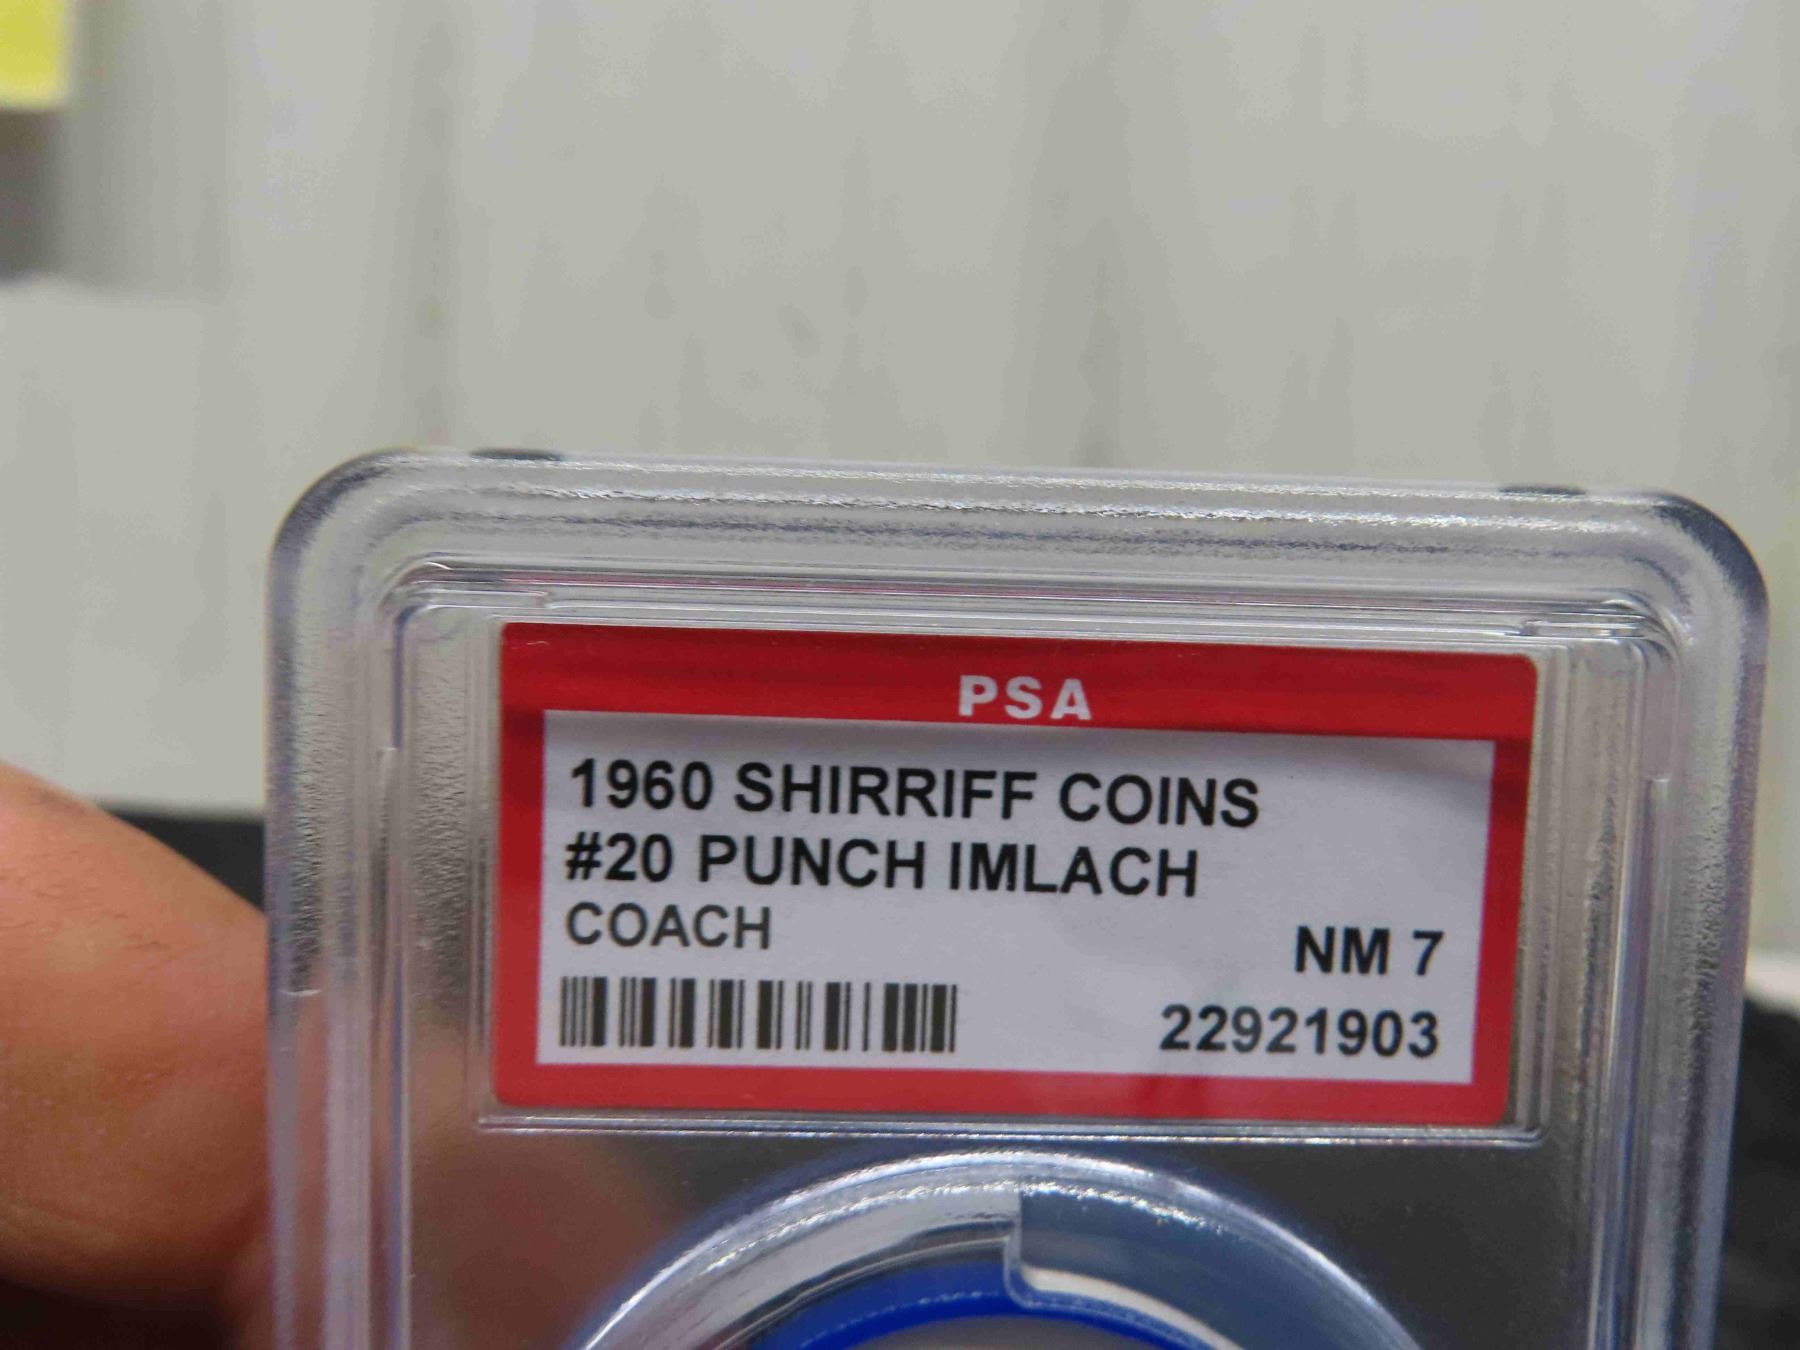 PSA
1960 SHIRRIFF COINS
#20 PUNCH IMLACH
COACH
NM 7
22921903